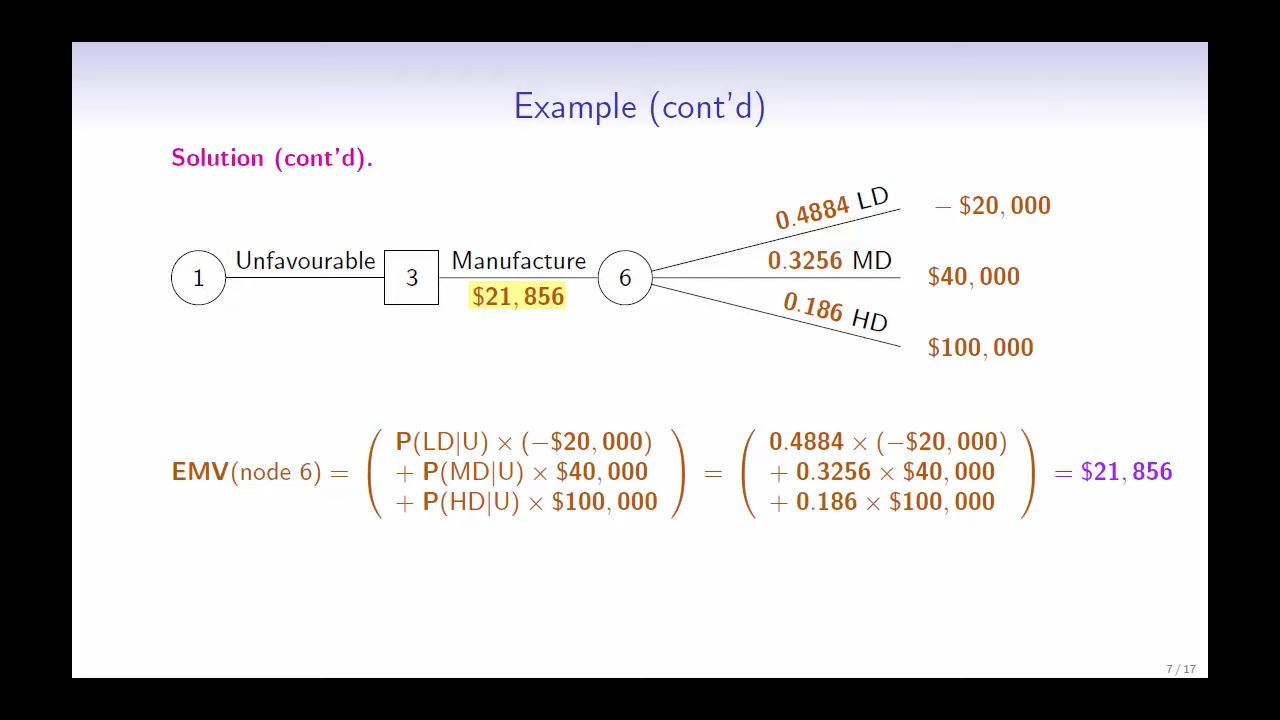 Example (cont'd)
Solution (cont'd).
0.4884 LD
− $20, 000
1
Unfavourable
3
Manufacture
$21, 856
6
0.3256 MD
$40, 000
0.186 HD
$100, 000
EMV(node 6) = ( P(LD|U) × (−$20, 000) + P(MD|U) × $40, 000 + P(HD|U) × $100, 000 ) = ( 0.4884 × (−$20, 000) + 0.3256 × $40, 000 + 0.186 × $100, 000 ) = $21, 856
7 / 17